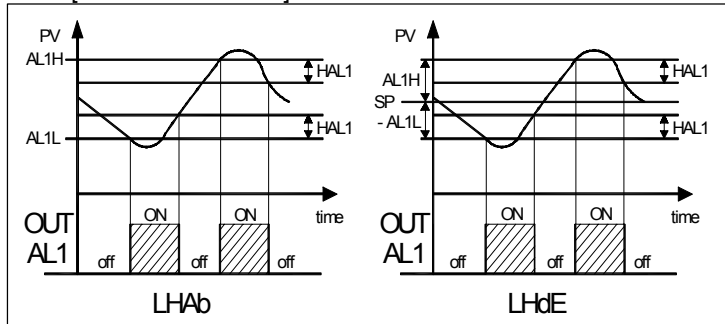 PV
AL1H
HAL1
HAL1
AL1L
time
OUT
AL1
off
ON
off
ON
off
LHAb
PV
AL1H
SP
- AL1L
HAL1
HAL1
time
OUT
AL1
off
ON
off
ON
off
LHdE